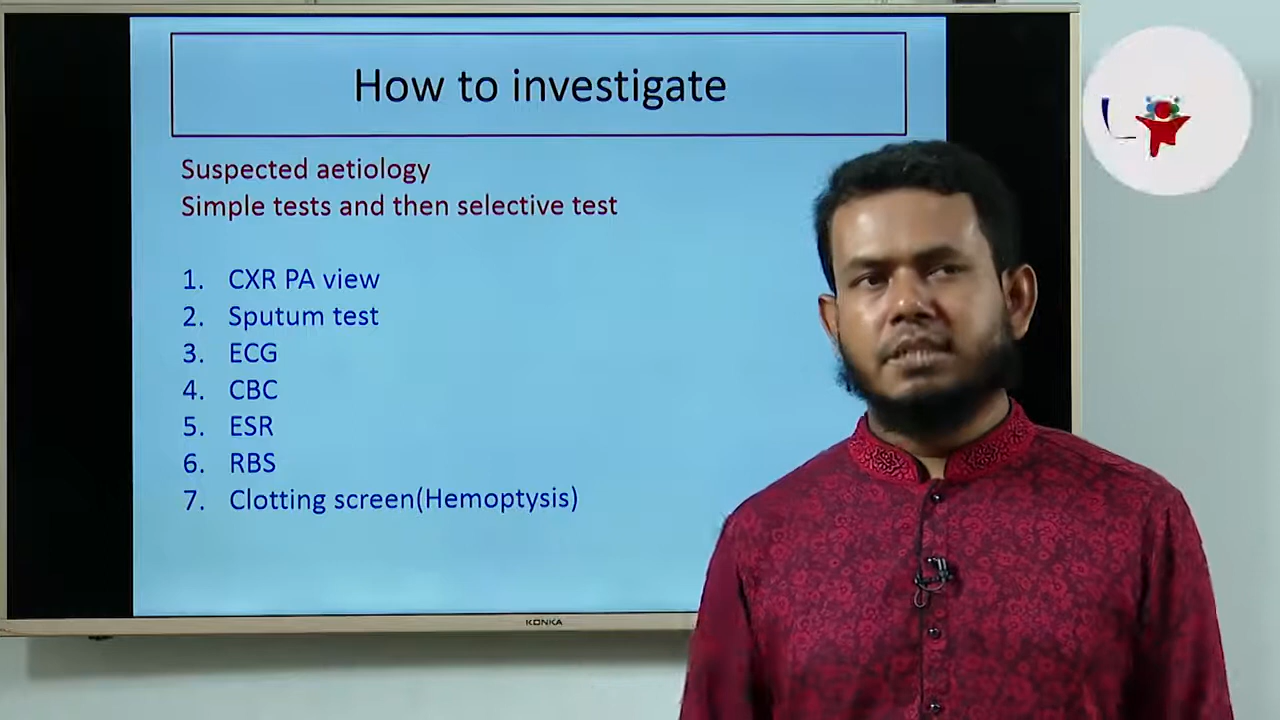 How to investigate
Suspected aetiology
Simple tests and then selective test
1. CXR PA view
2. Sputum test
3. ECG
4. CBC
5. ESR
6. RBS
7. Clotting screen(Hemoptysis)
KONKA